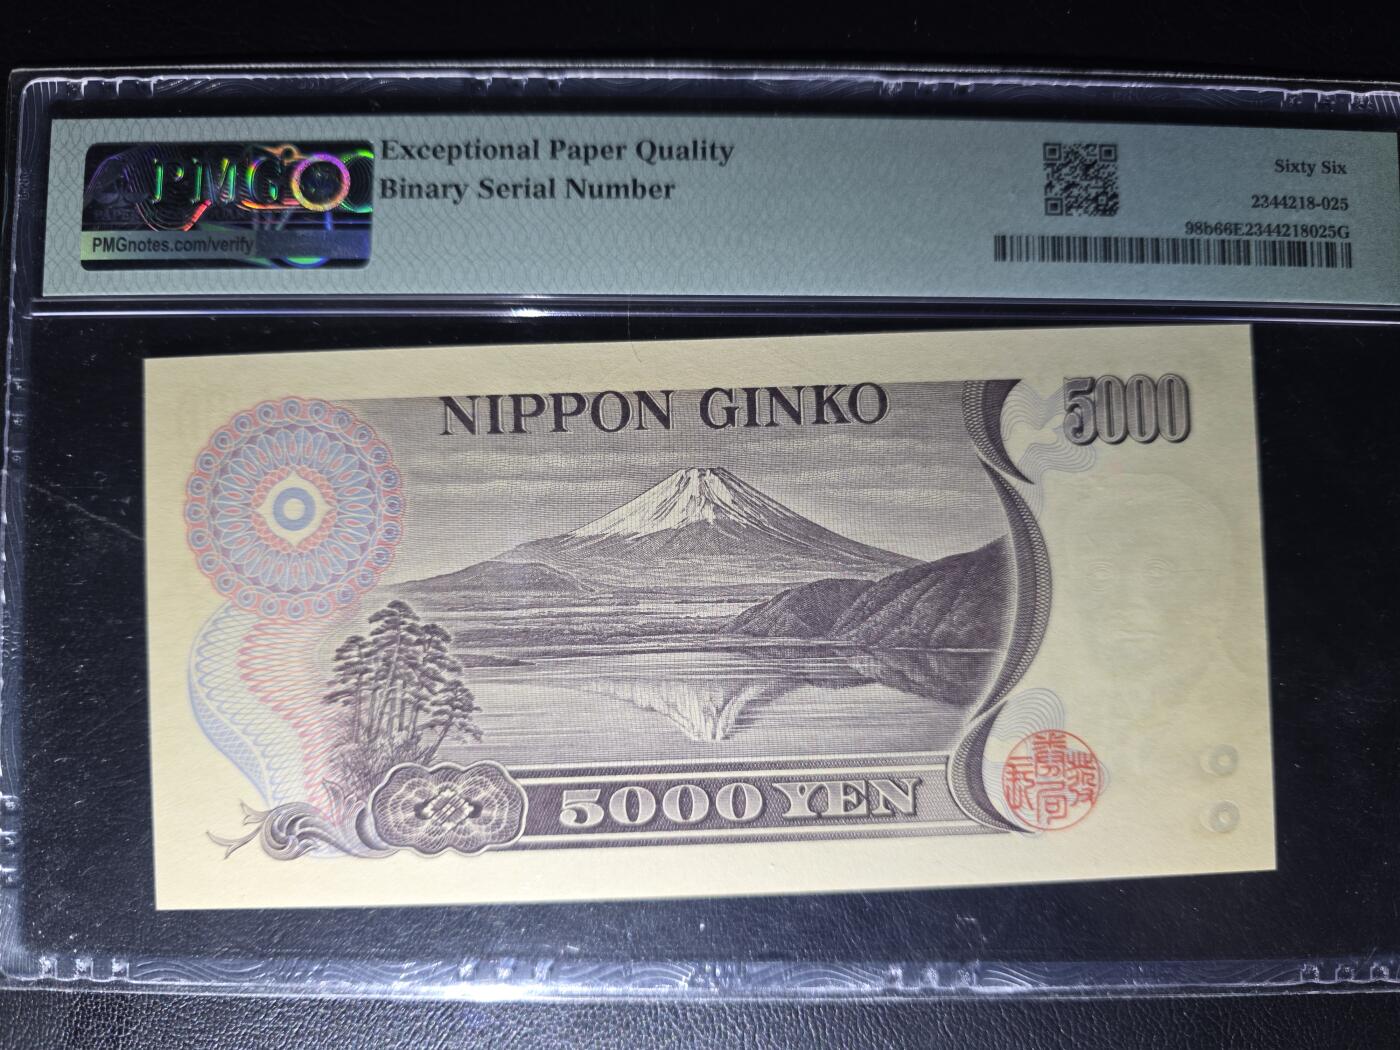 PMG
PMGnotes.com/verify
Exceptional Paper Quality
Binary Serial Number
Sixty Six
2344218-025
98b66E2344218025G
NIPPON GINKO
5000
5000 YEN